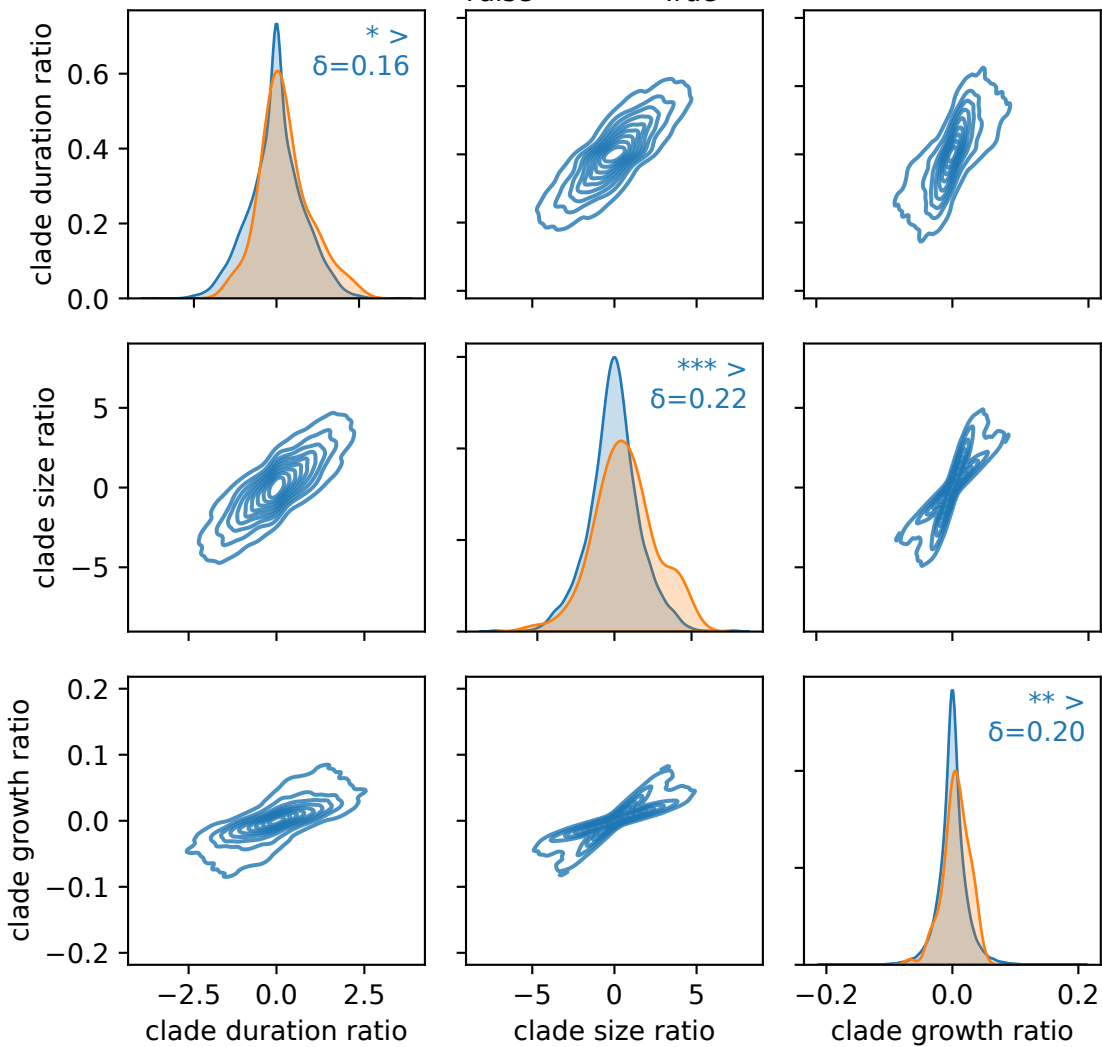 * >
δ=0.16
clade duration ratio
0.6
0.4
0.2
0.0
*** >
δ=0.22
clade size ratio
5
0
−5
** >
δ=0.20
clade growth ratio
0.2
0.1
0.0
−0.1
−0.2
−2.5 0.0 2.5
−5 0 5
−0.2 0.0 0.2
clade duration ratio
clade size ratio
clade growth ratio